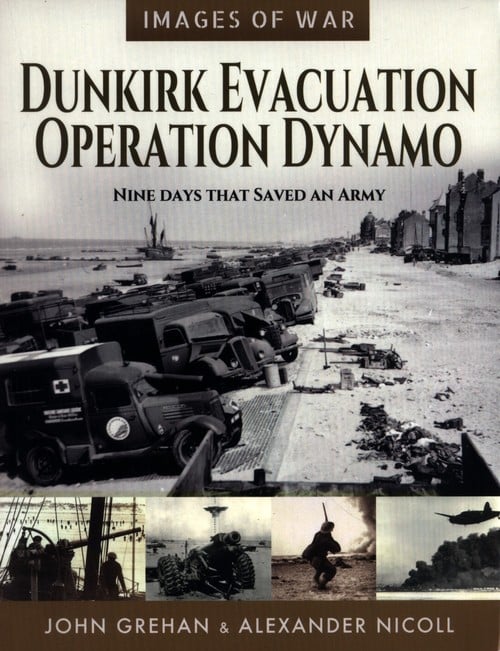 IMAGES OF WAR
DUNKIRK EVACUATION
OPERATION DYNAMO
NINE DAYS THAT SAVED AN ARMY
JOHN GREHAN & ALEXANDER NICOLL